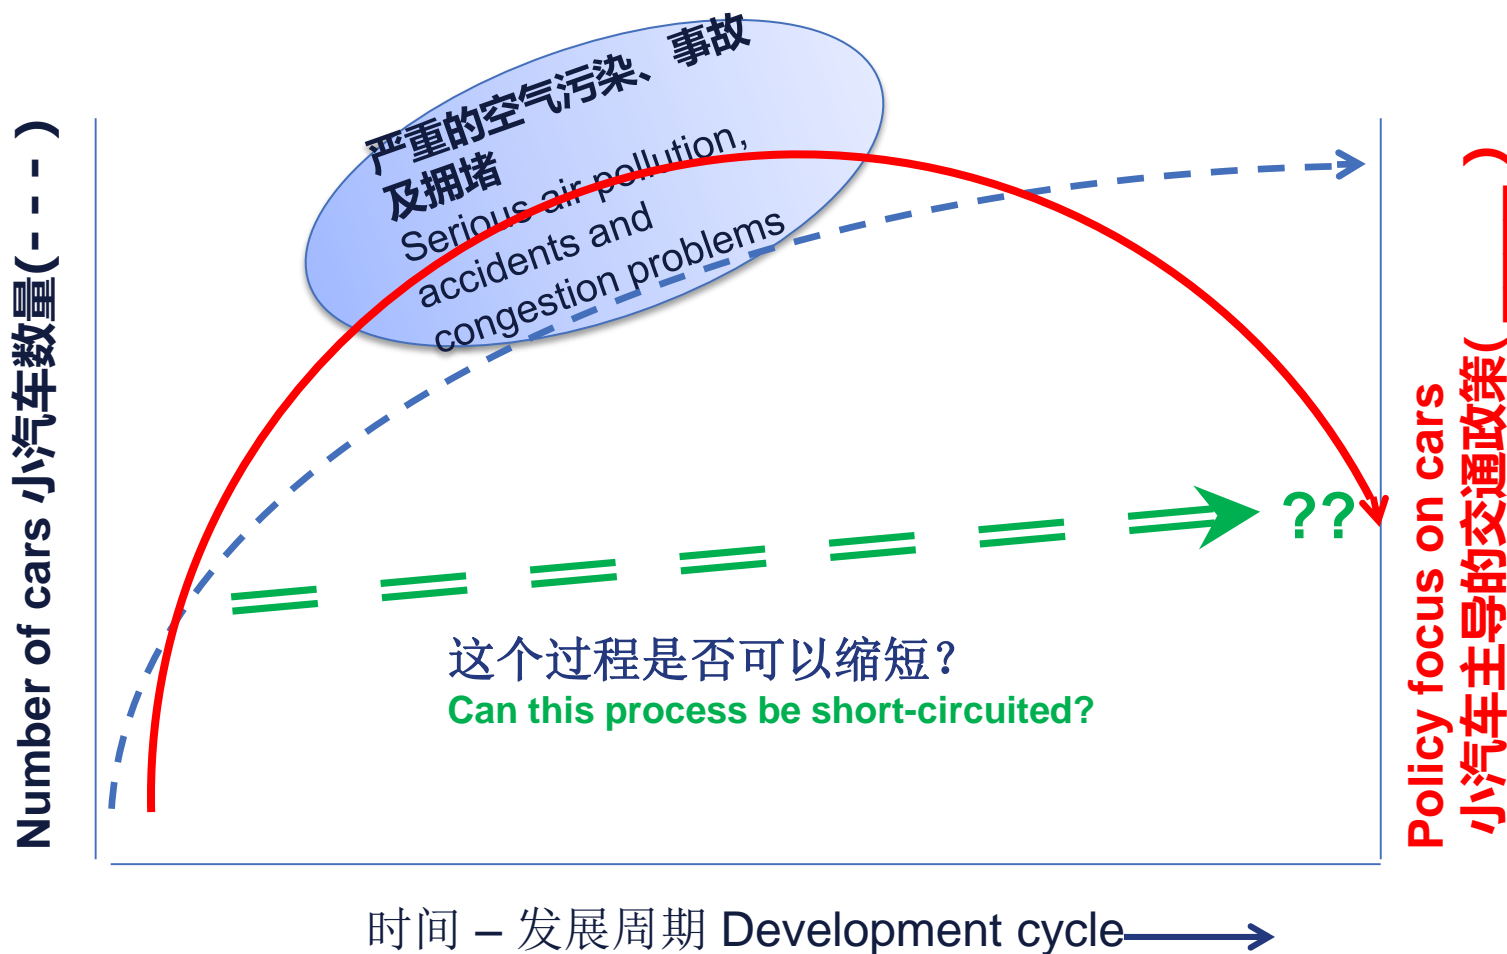 严重的空气污染、事故
及拥堵
Serious air pollution,
accidents and
congestion problems
Number of cars 小汽车数量(- - - )
??
这个过程是否可以缩短？
Can this process be short-circuited?
Policy focus on cars
小汽车主导的交通政策( ______ )
时间 – 发展周期 Development cycle